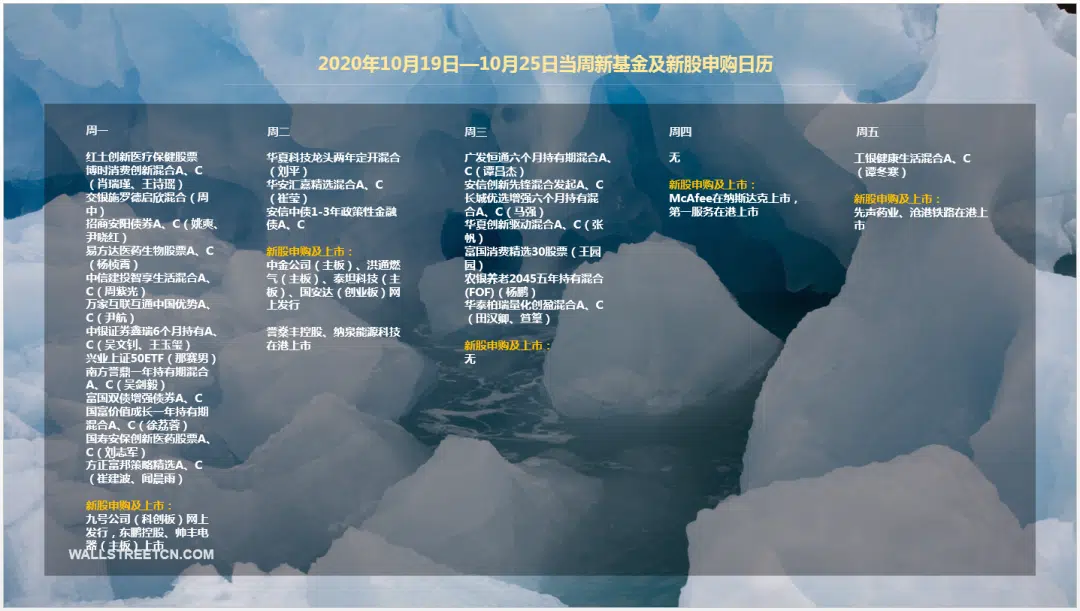 2020年10月19日—10月25日当周新基金及新股申购日历
周一
红土创新医疗保健股票
博时消费创新混合A、C
（肖瑞瑾、王诗瑶）
交银施罗德启欣混合（周
中）
招商安阳债券A、C（姚爽、
尹晓红）
易方达医药生物股票A、C
（杨桢霄）
中信建投智享生活混合A、
C（周紫光）
万家互联互通中国优势A、
C（尹航）
中银证券鑫瑞6个月持有A、
C（吴文钊、王玉玺）
兴业上证50ETF（那赛男）
南方誉鼎一年持有期混合
A、C（吴剑毅）
富国双债增强债券A、C
国富价值成长一年持有期
混合A、C（徐荔蓉）
国寿安保创新医药股票A、
C（刘志军）
方正富邦策略精选A、C
（崔建波、闻晨雨）
新股申购及上市：
九号公司（科创板）网上
发行，东鹏控股、帅丰电
器（主板）上市
周二
华夏科技龙头两年定开混合
（刘平）
华安汇嘉精选混合A、C
（崔莹）
安信中债1-3年政策性金融
债A、C
新股申购及上市：
中金公司（主板）、洪通燃
气（主板）、泰坦科技（主
板）、国安达（创业板）网
上发行
誉燊丰控股、纳泉能源科技
在港上市
周三
广发恒通六个月持有期混合A、
C（谭昌杰）
安信创新先锋混合发起A、C
长城优选增强六个月持有混
合A、C（马强）
华夏创新驱动混合A、C（张
帆）
富国消费精选30股票（王园
园）
农银养老2045五年持有混合
(FOF)（杨鹏）
华泰柏瑞量化创盈混合A、C
（田汉卿、笪篁）
新股申购及上市：
无
周四
无
新股申购及上市：
McAfee在纳斯达克上市，
第一服务在港上市
周五
工银健康生活混合A、C
（谭冬寒）
新股申购及上市：
先声药业、沧港铁路在港上
市
WALLSTREETCN.COM